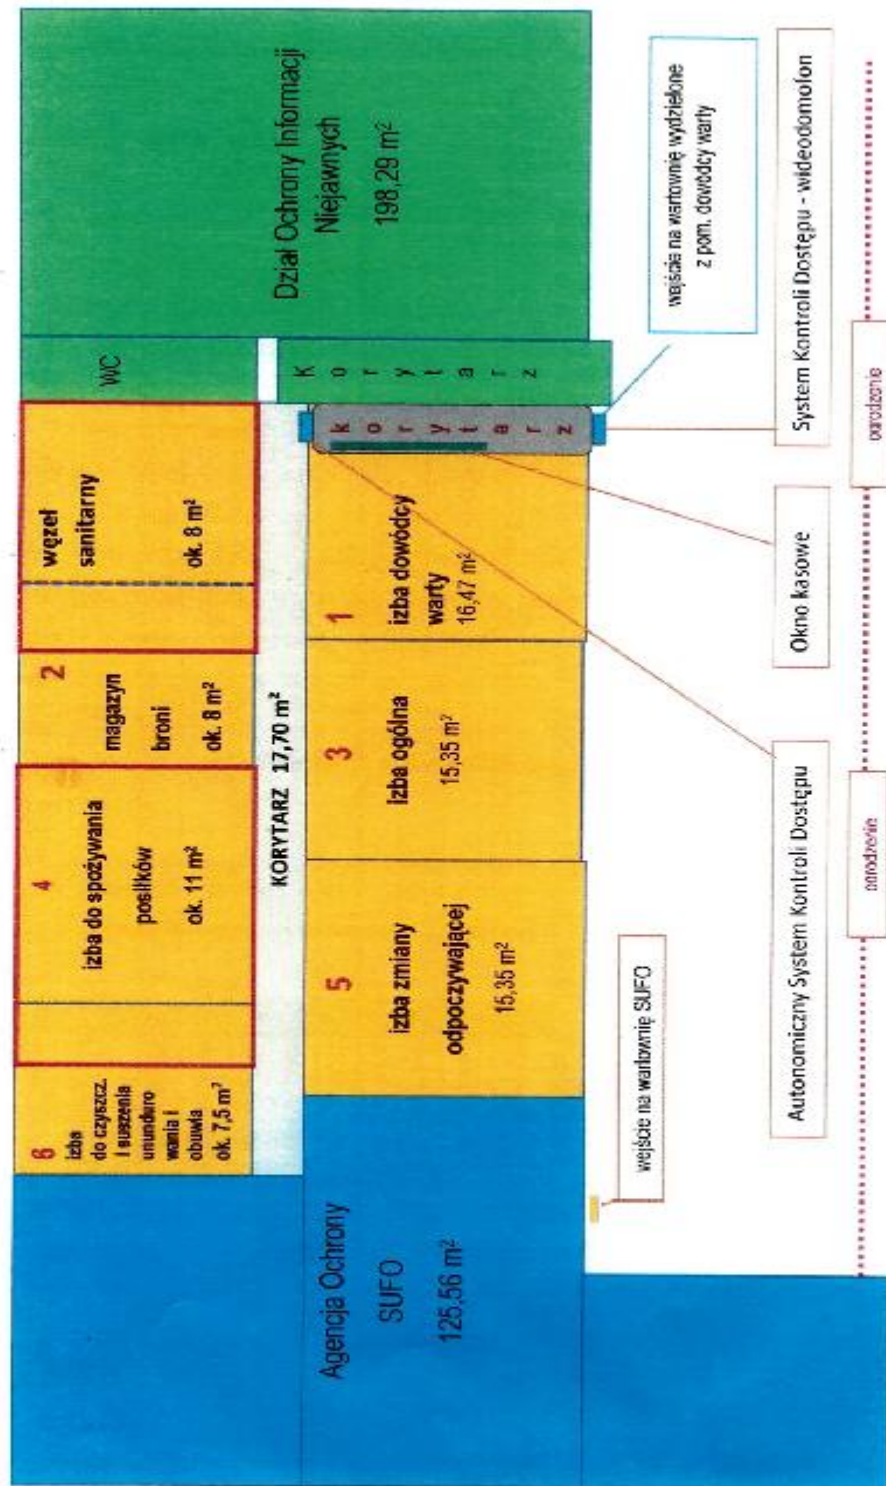 WC
węzeł
sanitarny
ok. 8 m²
2
magazyn
broni
ok. 8 m²
4
izba do spożywania
posiłków
ok. 11 m²
6
izba
do czyszcz.
i suszenia
ununduro
wania i
obuwia
ok. 7,5 m²
Dział Ochrony Informacji
Niejawnych
198,29 m²
KORYTARZ 17,70 m²
Korytarz
korytarz
1
izba dowódcy
warty
16,47 m²
3
izba ogólna
15,35 m²
5
izba zmiany
odpoczywającej
15,35 m²
Agencja Ochrony
SUFO
125,56 m²
wejście na wartownię wydzielone
z pom. dowódcy warty
System Kontroli Dostępu - wideodomofon
Okno kasowe
Autonomiczny System Kontroli Dostępu
wejście na wartownię SUFO
ogrodzenie
ogrodzenie